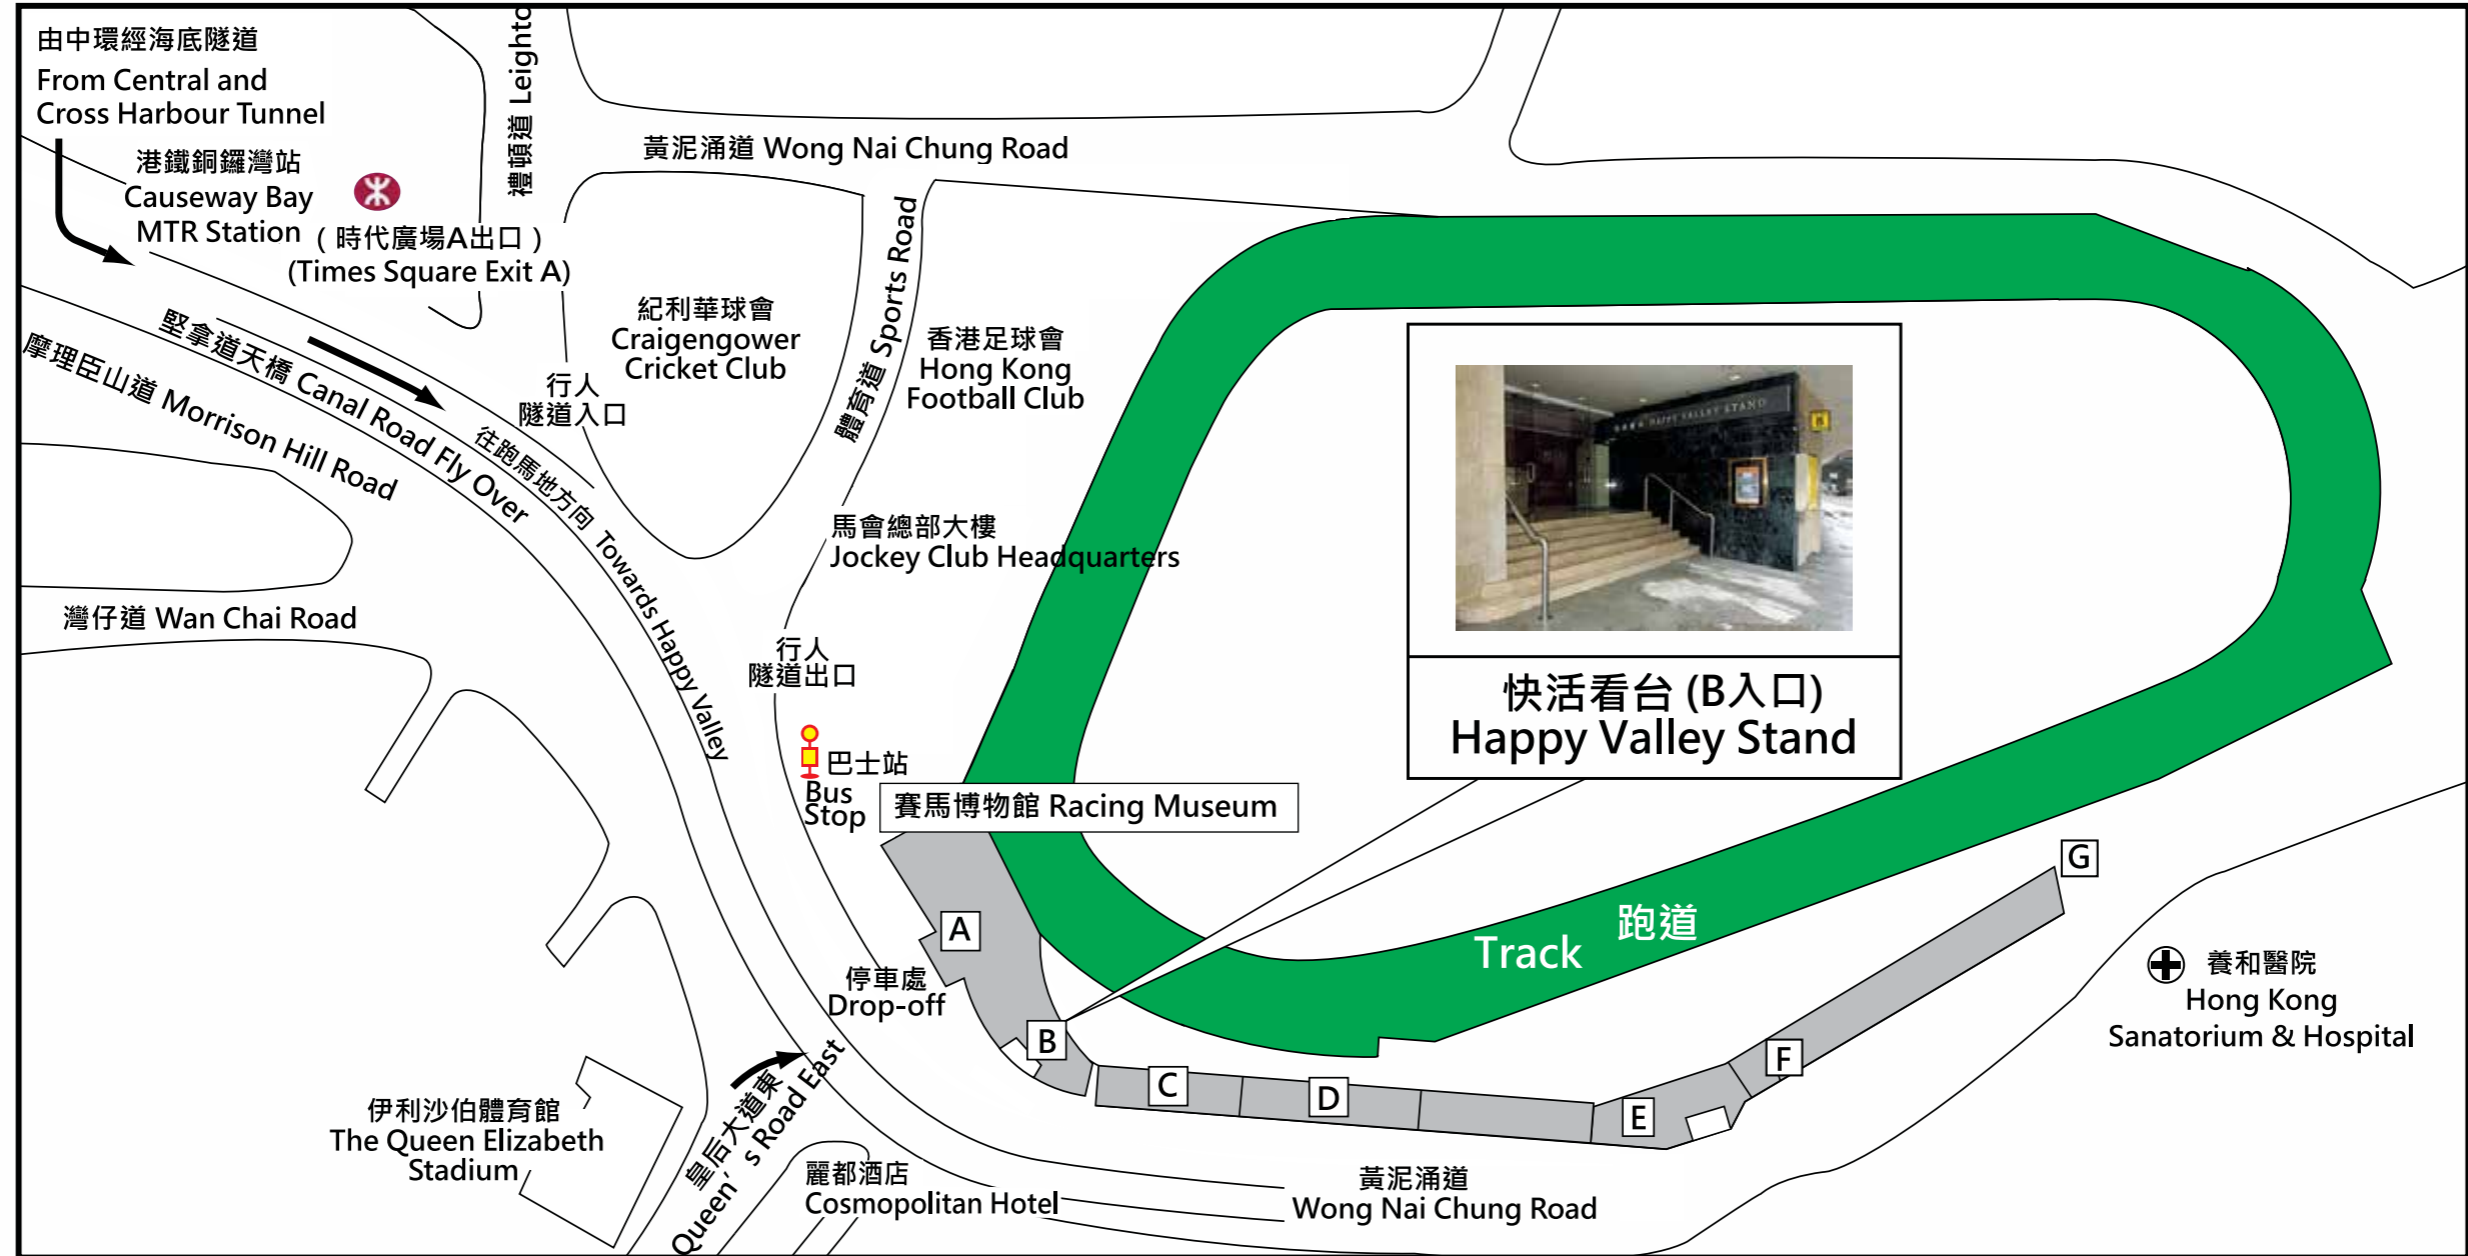 由中環經海底隧道
From Central and
Cross Harbour Tunnel
港鐵銅鑼灣站
Causeway Bay
MTR Station
(時代廣場A出口)
(Times Square Exit A)
禮頓道
黃泥涌道 Wong Nai Chung Road
體育道 Sports Road
紀利華球會
Craigengower
Cricket Club
香港足球會
Hong Kong
Football Club
行人
隧道入口
堅拿道天橋 Canal Road Fly Over
摩理臣山道 Morrison Hill Road
往跑馬地方向 Towards Happy Valley
馬會總部大樓
Jockey Club Headquarters
灣仔道 Wan Chai Road
行人
隧道出口
巴士站
Bus
Stop
賽馬博物館 Racing Museum
HAPPY VALLEY STAND
快活看台 (B入口)
Happy Valley Stand
A
B
C
D
E
F
G
跑道
Track
停車處
Drop-off
養和醫院
Hong Kong
Sanatorium & Hospital
伊利沙伯體育館
The Queen Elizabeth
Stadium
皇后大道東
Queen's Road East
麗都酒店
Cosmopolitan Hotel
黃泥涌道
Wong Nai Chung Road